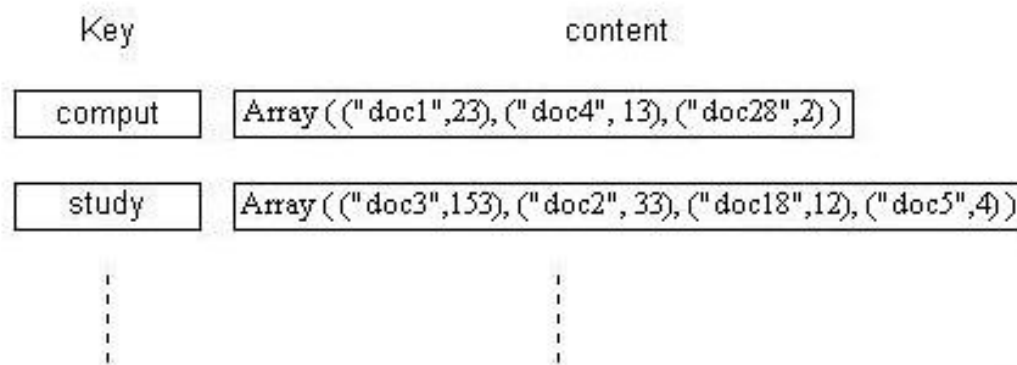 Key content
comput Array ( ("doc1",23), ("doc4", 13), ("doc28",2) )
study Array ( ("doc3",153), ("doc2", 33), ("doc18",12), ("doc5",4) )